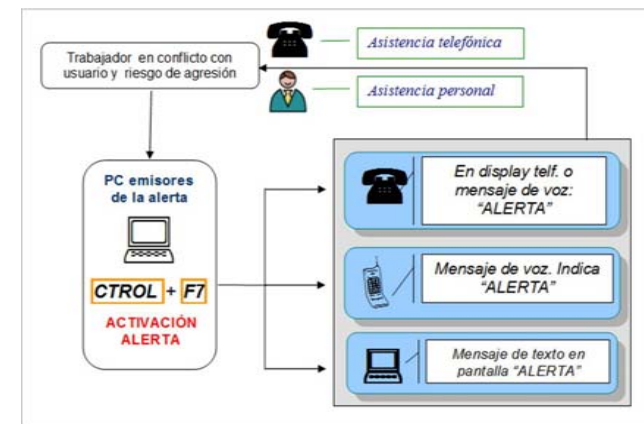 Asistencia telefónica
Trabajador en conflicto con
usuario y riesgo de agresión
Asistencia personal
PC emisores
de la alerta
CTROL + F7
ACTIVACIÓN
ALERTA
En display telf. o
mensaje de voz:
“ALERTA”
Mensaje de voz. Indica
“ALERTA”
Mensaje de texto en
pantalla “ALERTA”